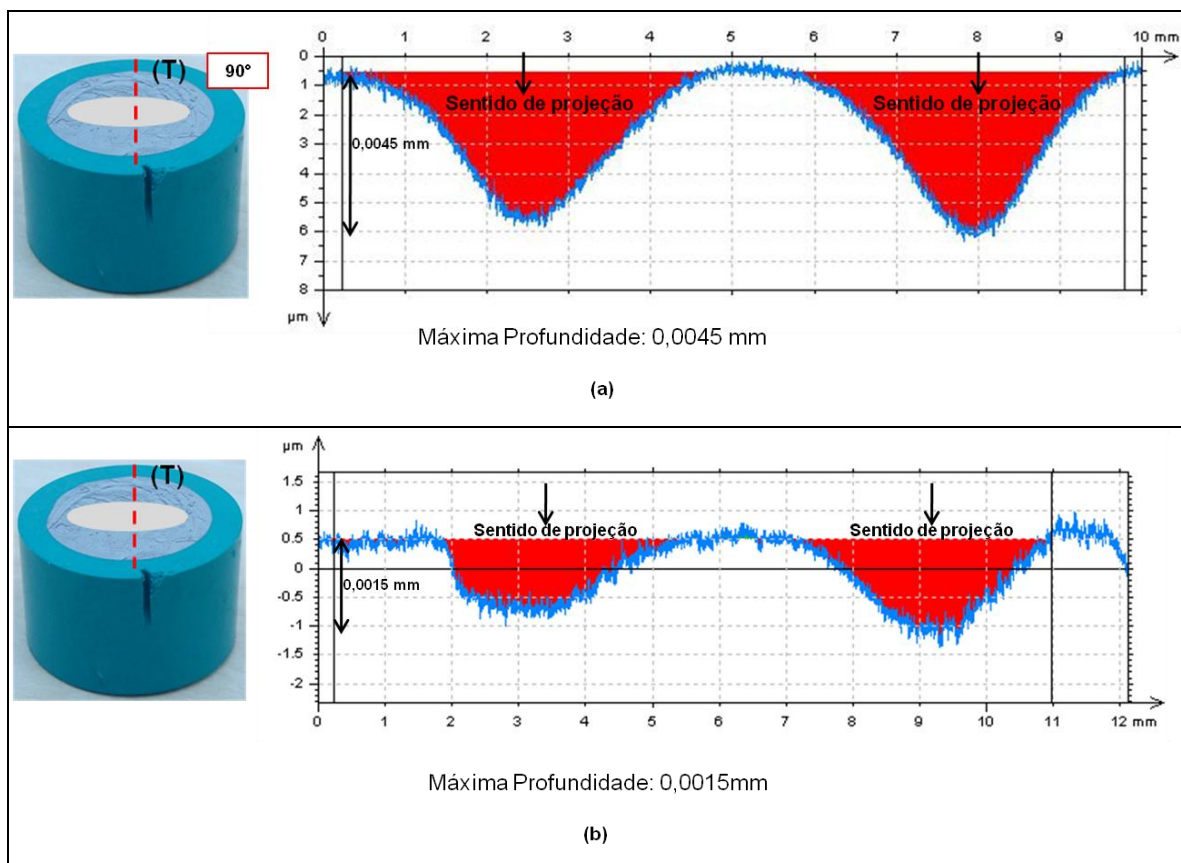 (T)
90°
0 1 2 3 4 5 6 7 8 9 10 mm
0
1
2
3
4
5
6
7
8
µm
Sentido de projeção
Sentido de projeção
0,0045 mm
Máxima Profundidade: 0,0045 mm
(a)
(T)
µm
1.5
1
0.5
0
-0.5
-1
-1.5
-2
Sentido de projeção
Sentido de projeção
0,0015 mm
0 1 2 3 4 5 6 7 8 9 10 11 12 mm
Máxima Profundidade: 0,0015mm
(b)